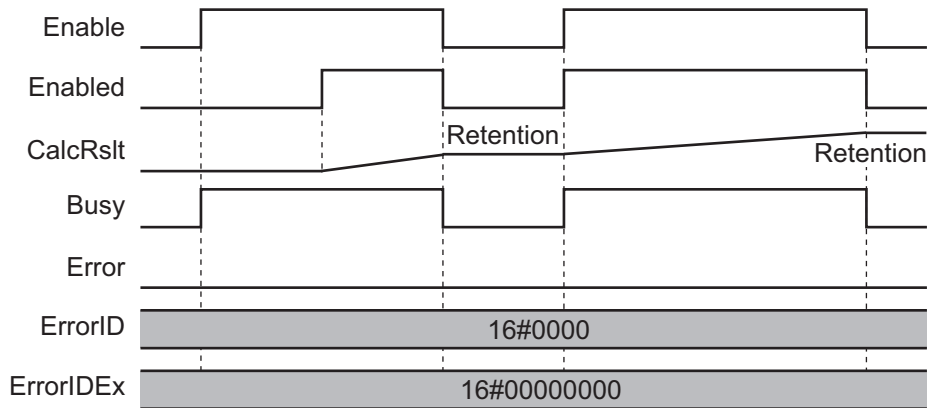 Enable
Enabled
Retention
CalcRslt
Retention
Busy
Error
ErrorID
16#0000
ErrorIDEx
16#00000000